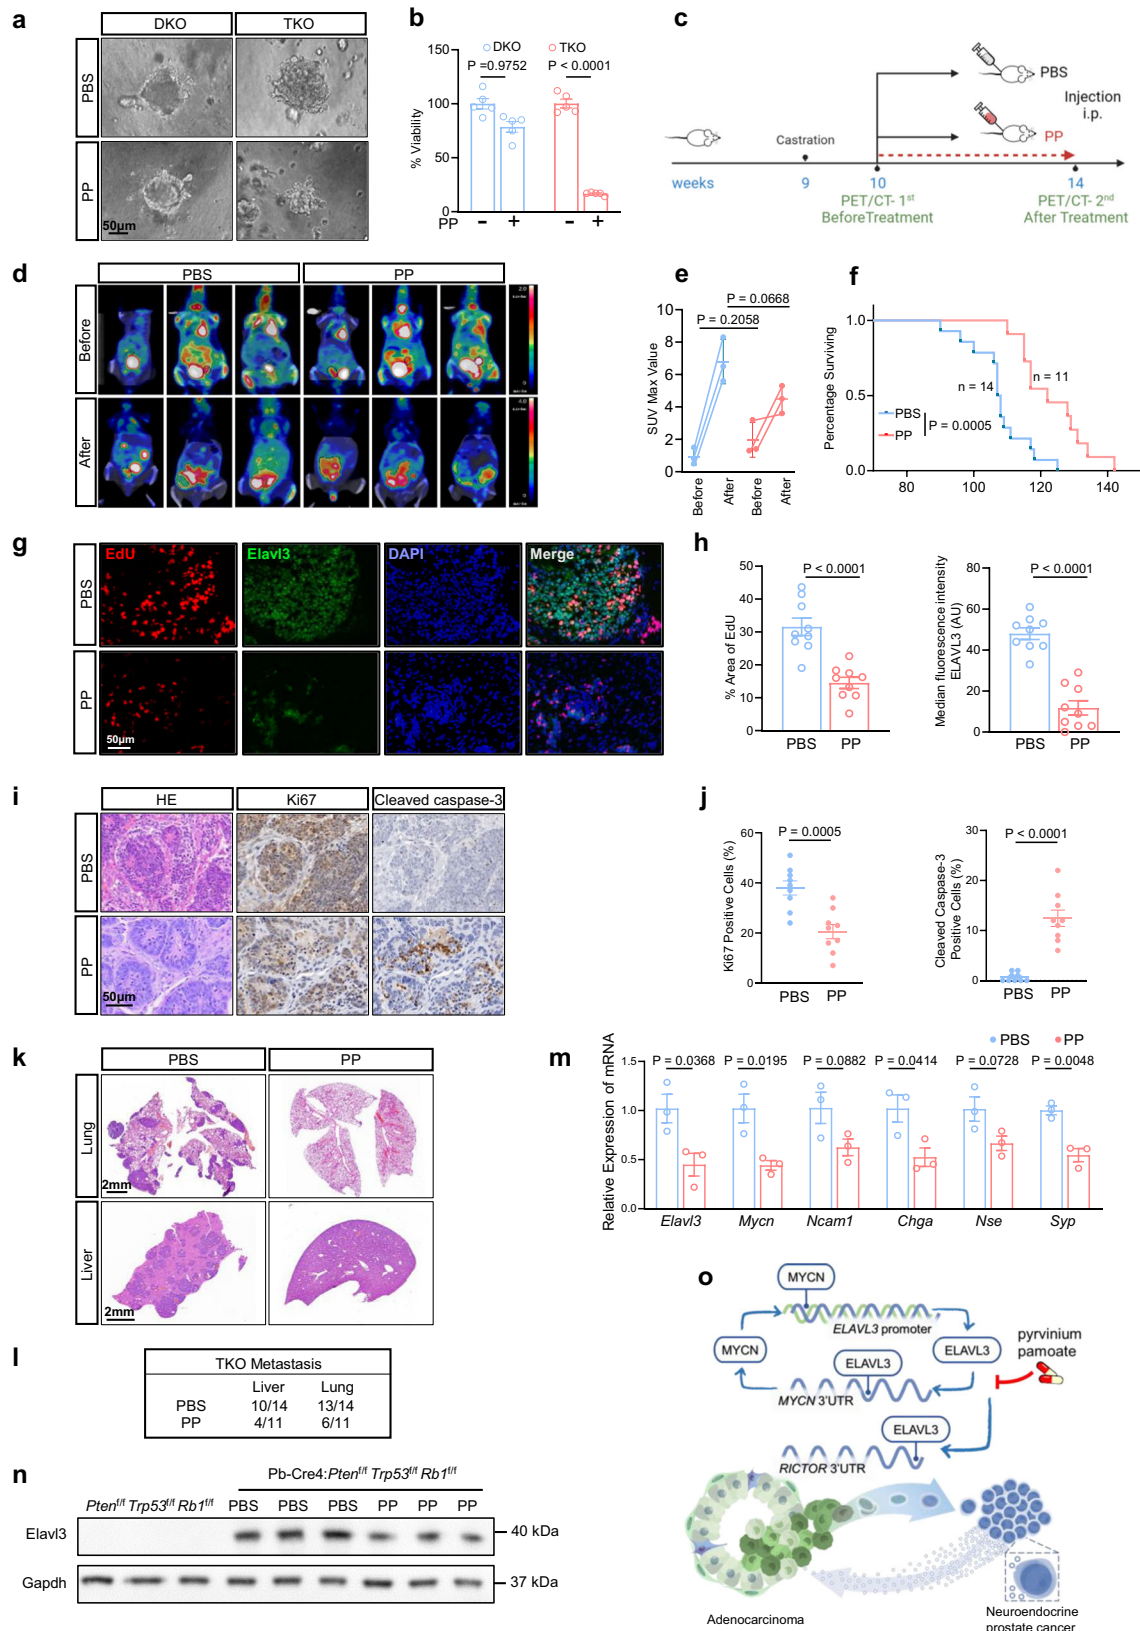 a
DKO
TKO
PBS
PP
50μm
b
DKO
TKO
P =0.9752
P < 0.0001
% Viability
150
100
50
0
PP
-
+
-
+
c
PBS
PP
Injection
i.p.
Castration
weeks
9
10
14
PET/CT- 1st
BeforeTreatment
PET/CT- 2nd
After Treatment
d
PBS
PP
Before
After
2.0
0
4.0
0
e
P = 0.0668
P = 0.2058
SUV Max Value
10
8
6
4
2
0
Before
After
Before
After
f
Percentage Surviving
1.0
0.5
0.0
n = 11
n = 14
PBS
PP
P = 0.0005
80
100
120
140
g
EdU
Elavl3
DAPI
Merge
PBS
PP
50μm
h
% Area of EdU
50
40
30
20
10
0
P < 0.0001
PBS
PP
Median fluorescence intensity
ELAVL3 (AU)
80
60
40
20
0
P < 0.0001
PBS
PP
i
HE
Ki67
Cleaved caspase-3
PBS
PP
50μm
j
Ki67 Positive Cells (%)
60
40
20
0
P = 0.0005
PBS
PP
Cleaved Caspase-3
Positive Cells (%)
30
20
10
0
P < 0.0001
PBS
PP
k
PBS
PP
Lung
2mm
Liver
2mm
l
TKO Metastasis
Liver Lung
PBS 10/14 13/14
PP 4/11 6/11
m
PBS
PP
Relative Expression of mRNA
1.5
1.0
0.5
0.0
P = 0.0368
P = 0.0195
P = 0.0882
P = 0.0414
P = 0.0728
P = 0.0048
Elavl3
Mycn
Ncam1
Chga
Nse
Syp
n
Pb-Cre4:Ptenf/f Trp53f/f Rb1f/f
Ptenf/f Trp53f/f Rb1f/f
PBS PBS PBS PP PP PP
Elavl3
40 kDa
Gapdh
37 kDa
o
MYCN
ELAVL3 promoter
MYCN
ELAVL3
ELAVL3
MYCN 3'UTR
pyrvinium
pamoate
ELAVL3
RICTOR 3'UTR
Adenocarcinoma
Neuroendocrine
prostate cancer